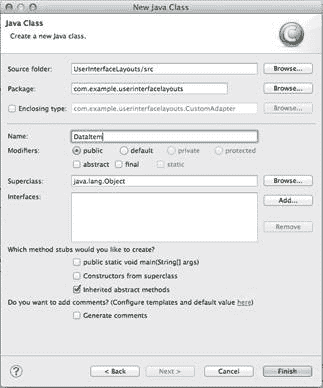 New Java Class
Java Class
Create a new Java class.
Source folder: UserInterfaceLayouts/src Browse...
Package: com.example.userinterfacelayouts Browse...
Enclosing type: com.example.userinterfacelayouts.CustomAdapter Browse...
Name: DataItem
Modifiers: public default private protected
abstract final static
Superclass: java.lang.Object Browse...
Interfaces: Add...
Remove
Which method stubs would you like to create?
public static void main(String[] args)
Constructors from superclass
Inherited abstract methods
Do you want to add comments? (Configure templates and default value here)
Generate comments
? < Back Next > Cancel Finish